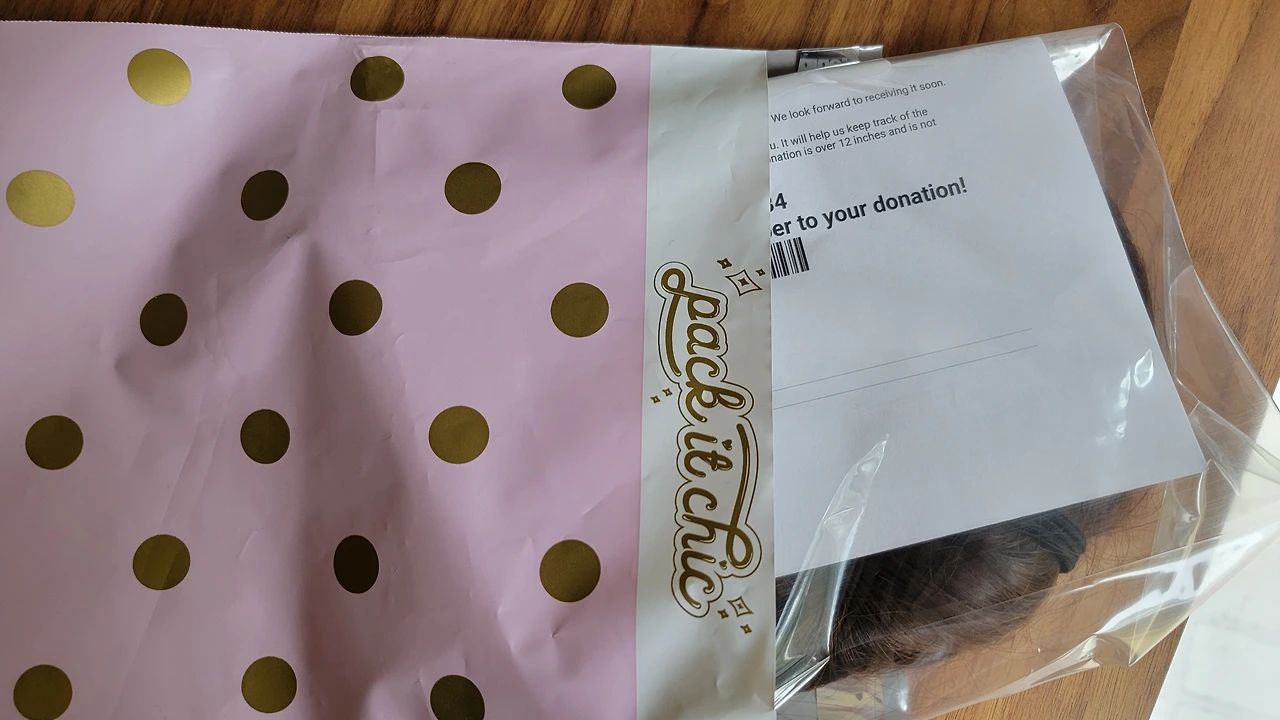 pack it chic
We look forward to receiving it soon.
u. It will help us keep track of the
nation is over 12 inches and is not
4
er to your donation!